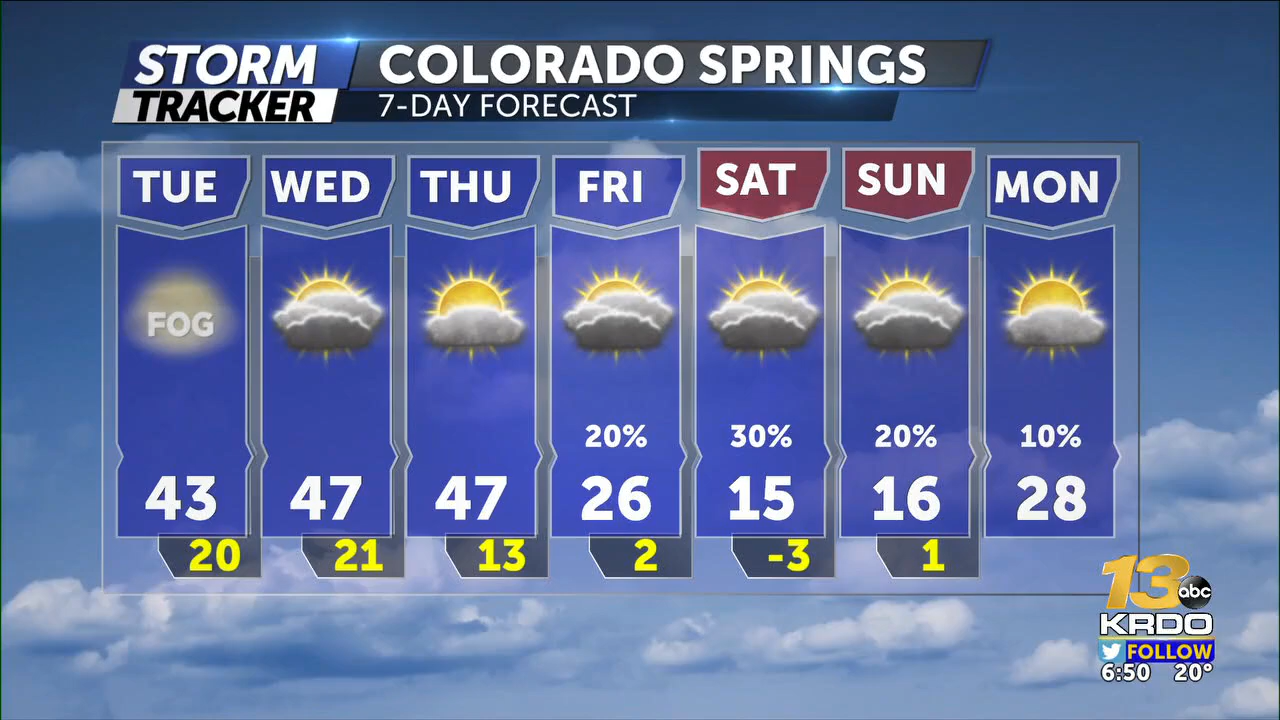 STORM
TRACKER
COLORADO SPRINGS
7-DAY FORECAST
TUE WED THU FRI SAT SUN MON
FOG
20% 30% 20% 10%
43 47 47 26 15 16 28
20 21 13 2 -3 1
13 abc
KRDO
FOLLOW
6:50 20°